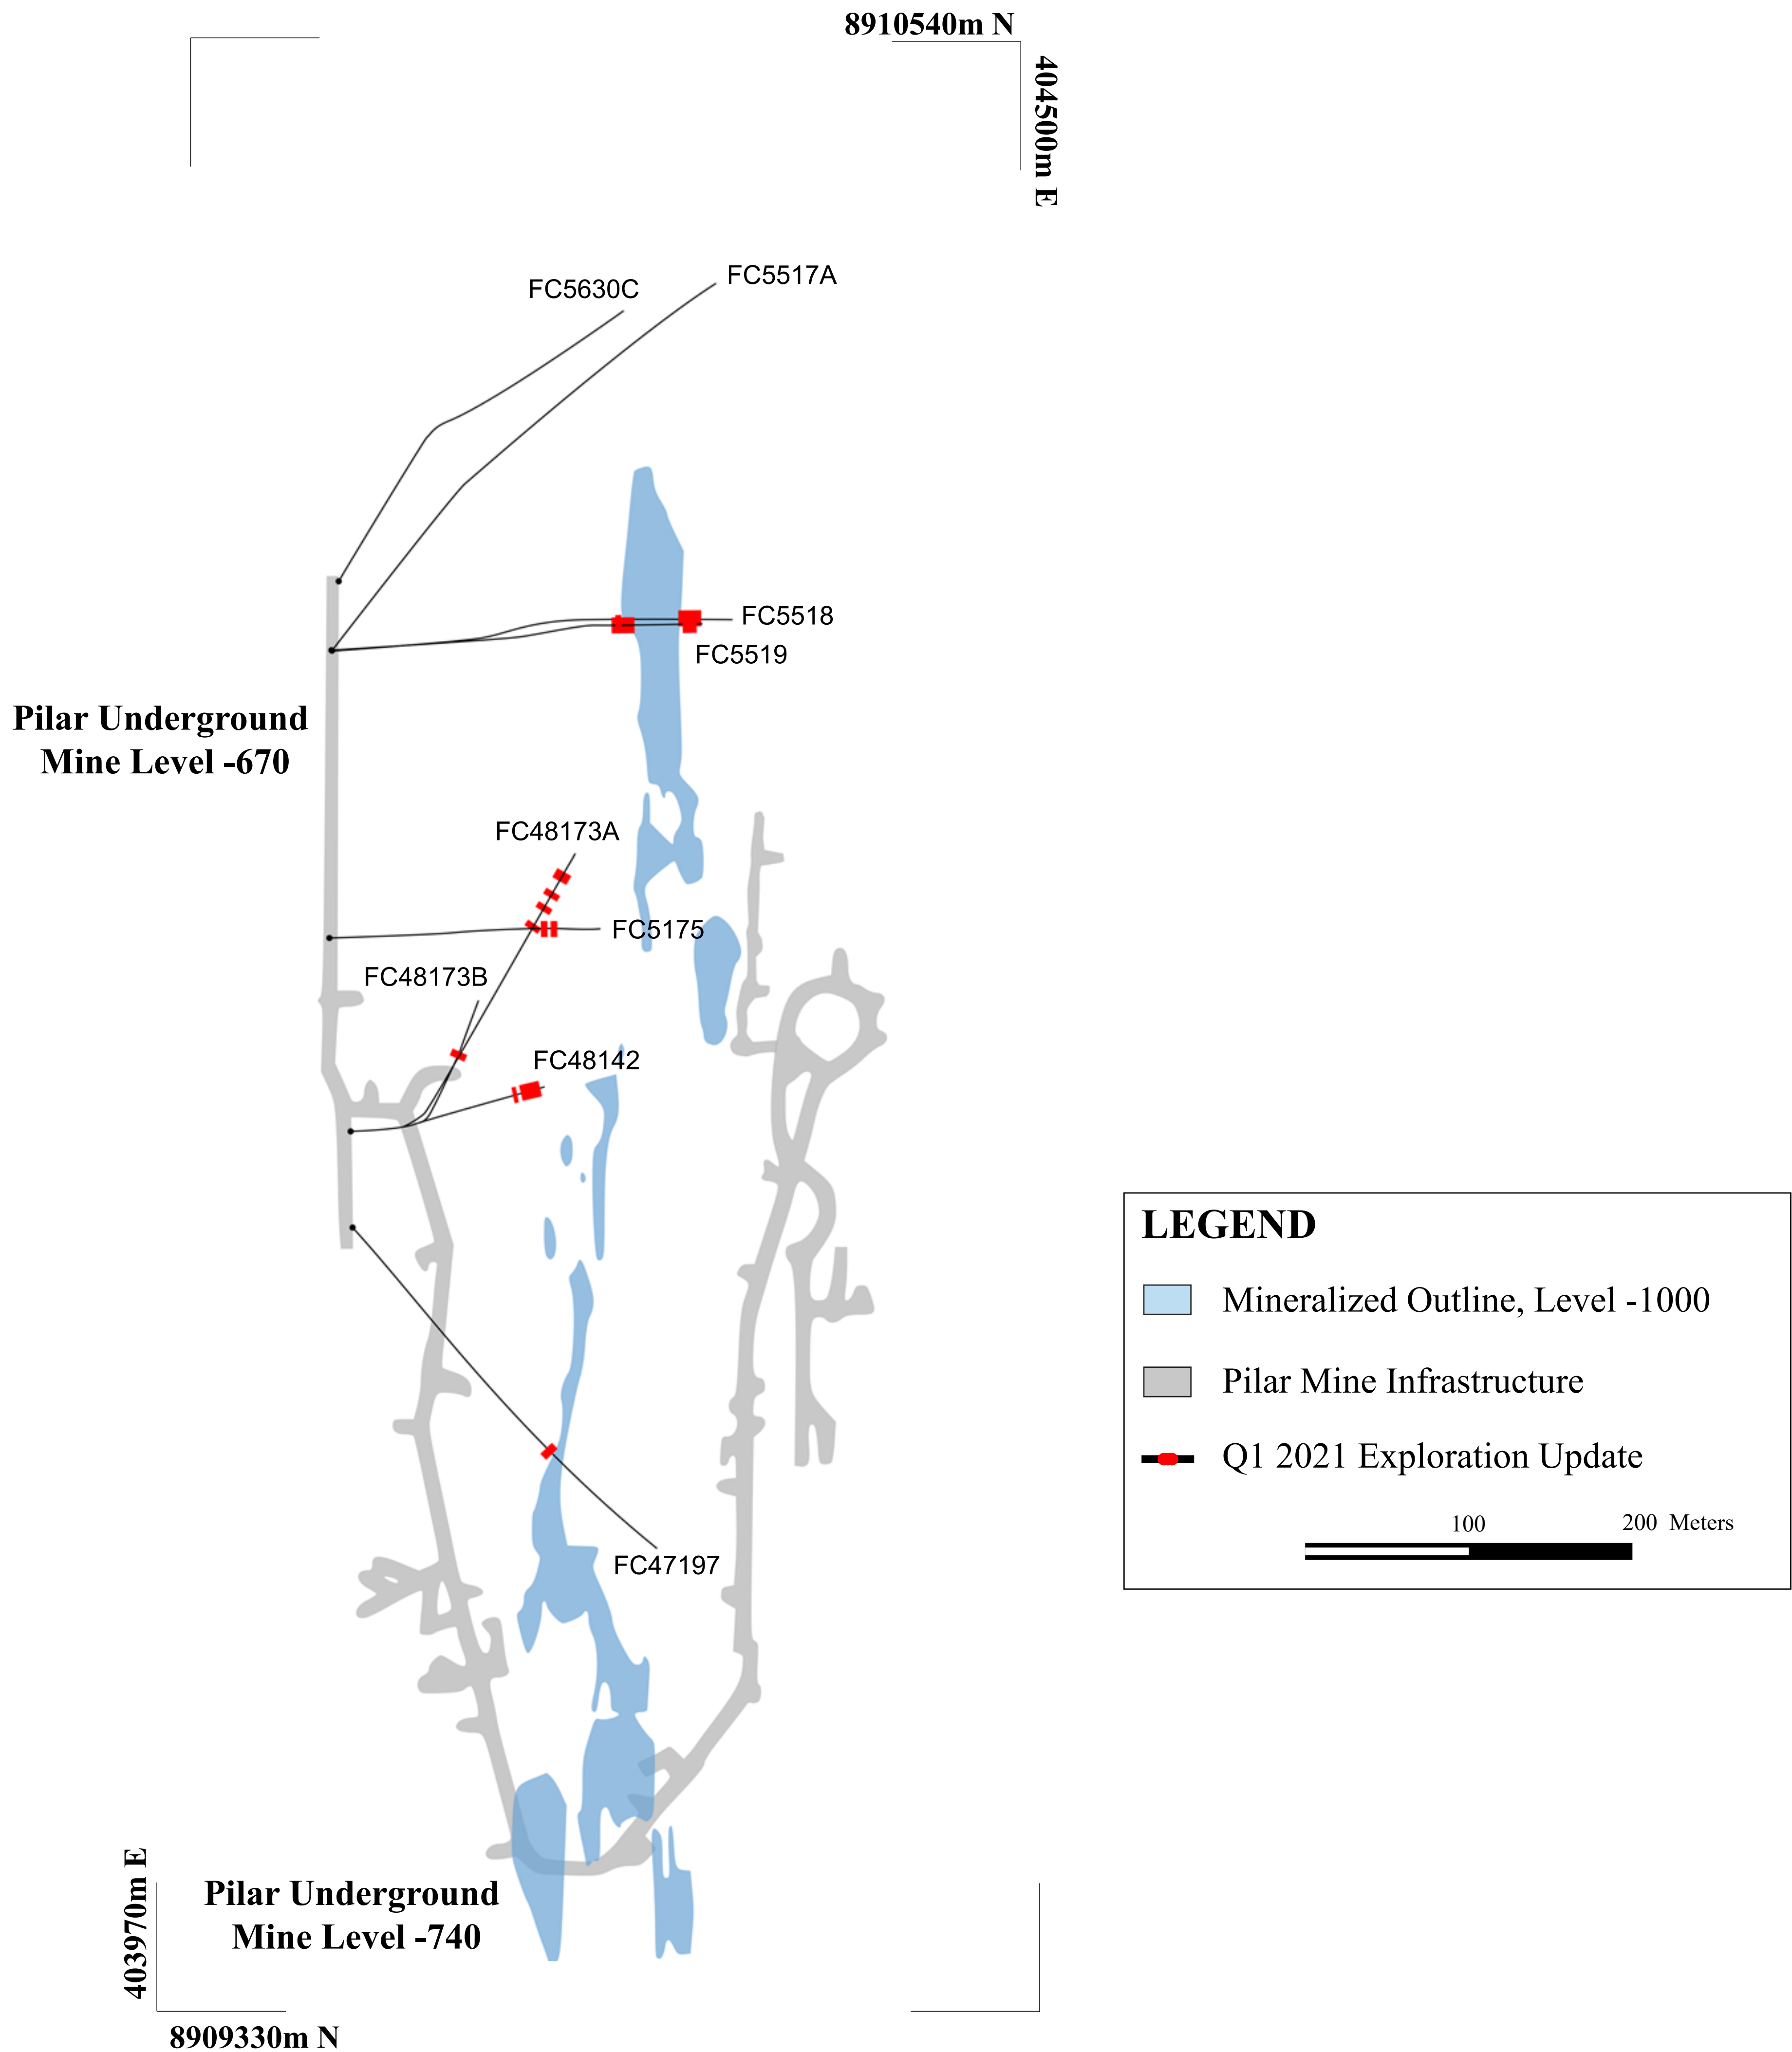 8910540m N
404500m E
FC5517A
FC5630C
FC5518
FC5519
Pilar Underground
Mine Level -670
FC48173A
FC5175
FC48173B
FC48142
LEGEND
Mineralized Outline, Level -1000
Pilar Mine Infrastructure
Q1 2021 Exploration Update
100
200 Meters
FC47197
403970m E
Pilar Underground
Mine Level -740
8909330m N